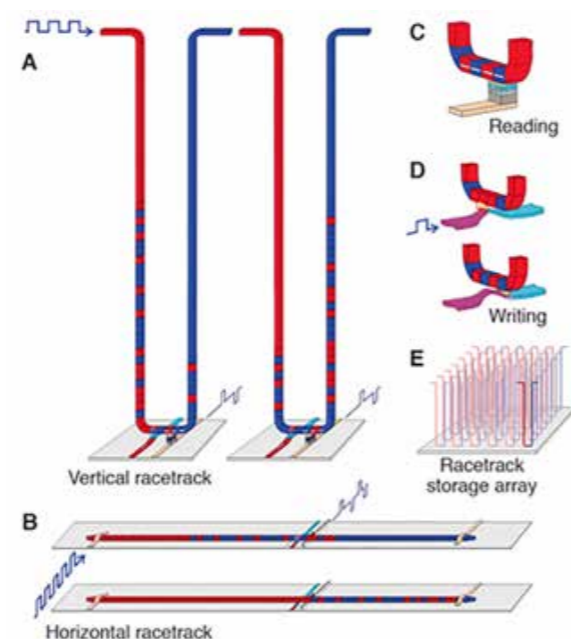 A
Vertical racetrack
B
Horizontal racetrack
C
Reading
D
Writing
E
Racetrack
storage array